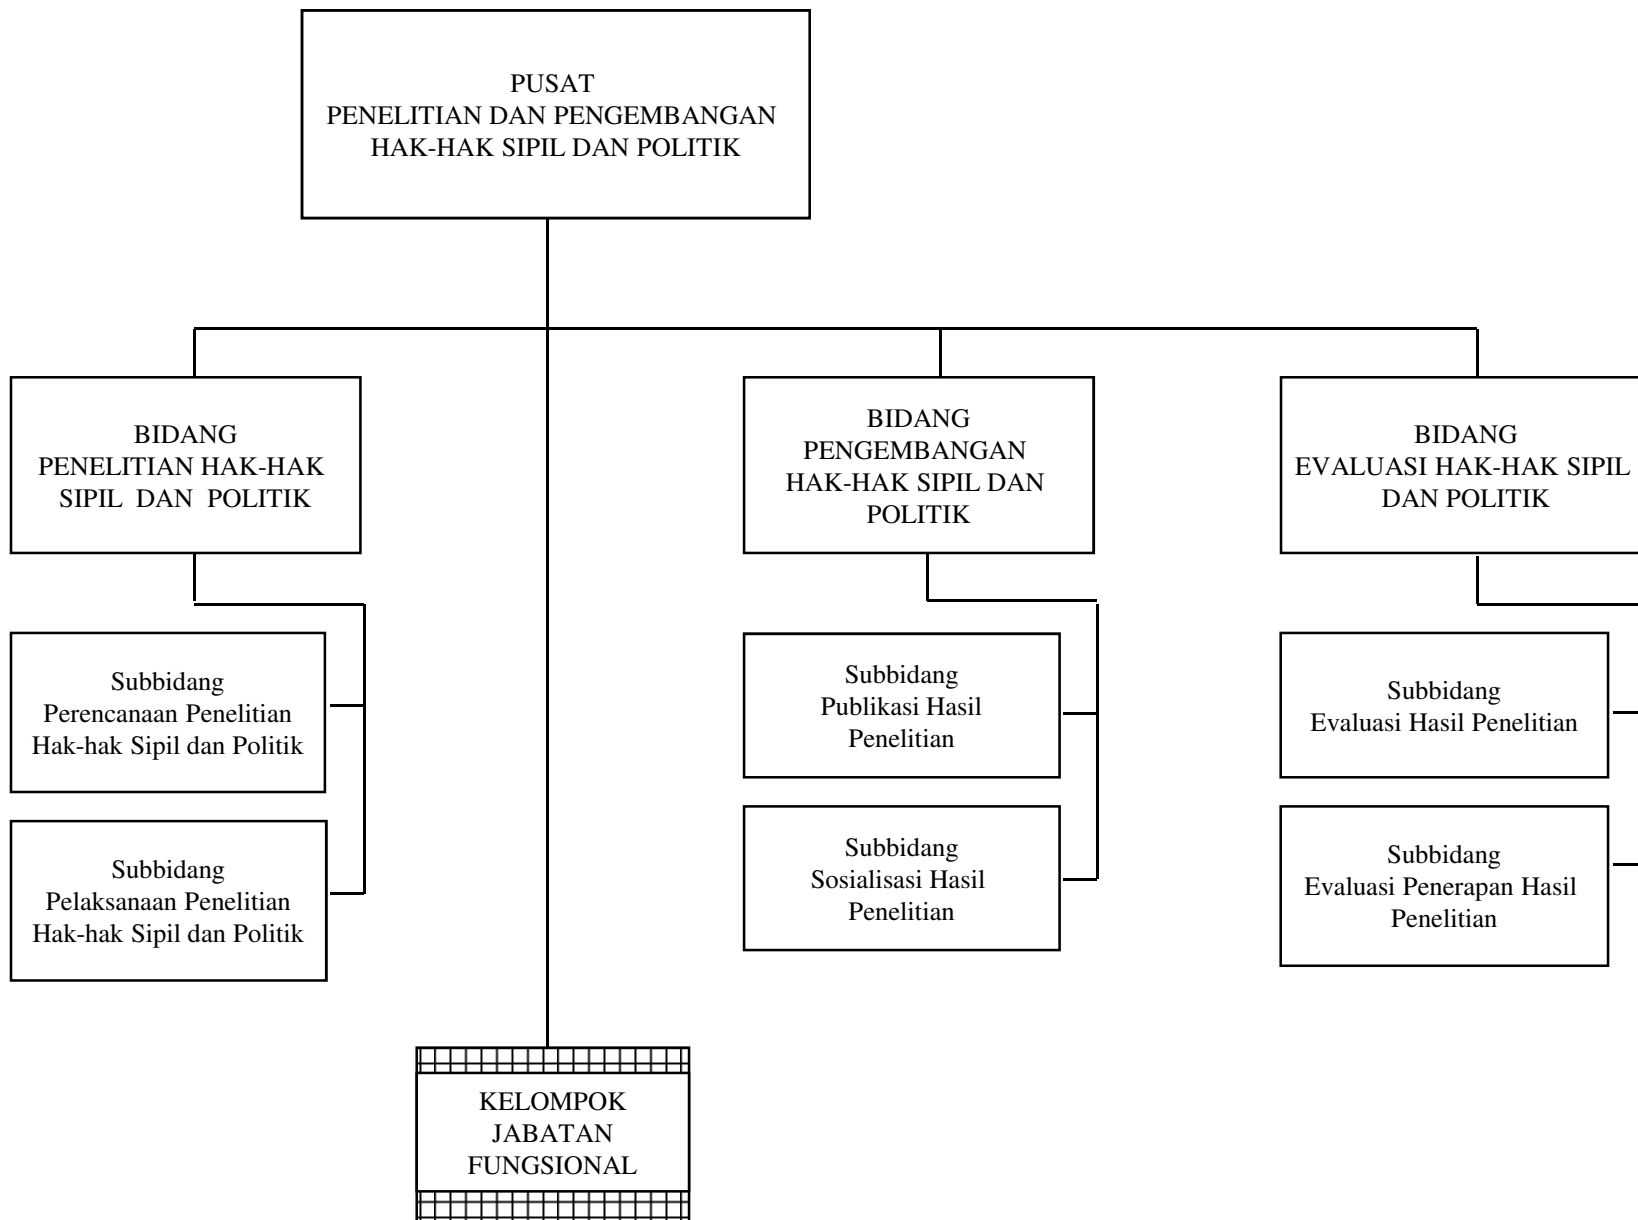 PUSAT
PENELITIAN DAN PENGEMBANGAN
HAK-HAK SIPIL DAN POLITIK
BIDANG
PENELITIAN HAK-HAK
SIPIL DAN POLITIK
BIDANG
PENGEMBANGAN
HAK-HAK SIPIL DAN
POLITIK
BIDANG
EVALUASI HAK-HAK SIPIL
DAN POLITIK
Subbidang
Perencanaan Penelitian
Hak-hak Sipil dan Politik
Subbidang
Publikasi Hasil
Penelitian
Subbidang
Evaluasi Hasil Penelitian
Subbidang
Pelaksanaan Penelitian
Hak-hak Sipil dan Politik
Subbidang
Sosialisasi Hasil
Penelitian
Subbidang
Evaluasi Penerapan Hasil
Penelitian
KELOMPOK
JABATAN
FUNGSIONAL